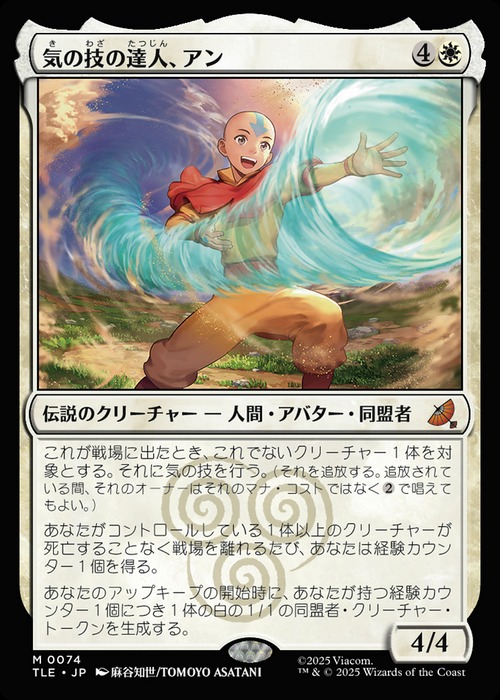 き わざ たつじん
気の技の達人、アン 4
伝説のクリーチャー — 人間・アバター・同盟者
これが戦場に出たとき、これでないクリーチャー１体を対
象とする。それに気の技を行う。（それを追放する。追放されて
いる間、それのオーナーはそれのマナ・コストではなく２で唱えて
もよい。）
あなたがコントロールしている１体以上のクリーチャーが
死亡することなく戦場を離れるたび、あなたは経験カウン
ター１個を得る。
あなたのアップキープの開始時に、あなたが持つ経験カウ
ンター１個につき１体の白の１/１の同盟者・クリーチャー・
トークンを生成する。
4/4
M 0074
TLE • JP 麻谷知世/TOMOYO ASATANI
©2025 Viacom.
™ & © 2025 Wizards of the Coast